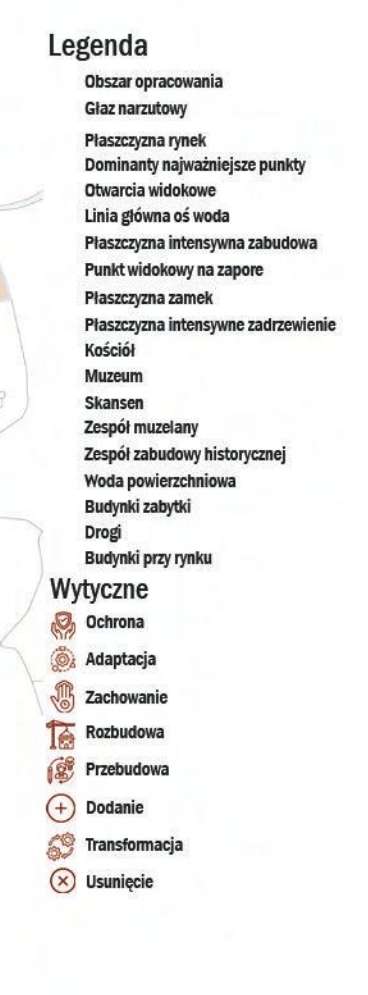 Legenda
Obszar opracowania
Głaz narzutowy
Płaszczyzna rynek
Dominanty najważniejsze punkty
Otwarcia widokowe
Linia główna oś woda
Płaszczyzna intensywna zabudowa
Punkt widokowy na zapore
Płaszczyzna zamek
Płaszczyzna intensywne zadrzewienie
Kościół
Muzeum
Skansen
Zespół muzelany
Zespół zabudowy historycznej
Woda powierzchniowa
Budynki zabytki
Drogi
Budynki przy rynku
Wytyczne
Ochrona
Adaptacja
Zachowanie
Rozbudowa
Przebudowa
Dodanie
Transformacja
Usunięcie